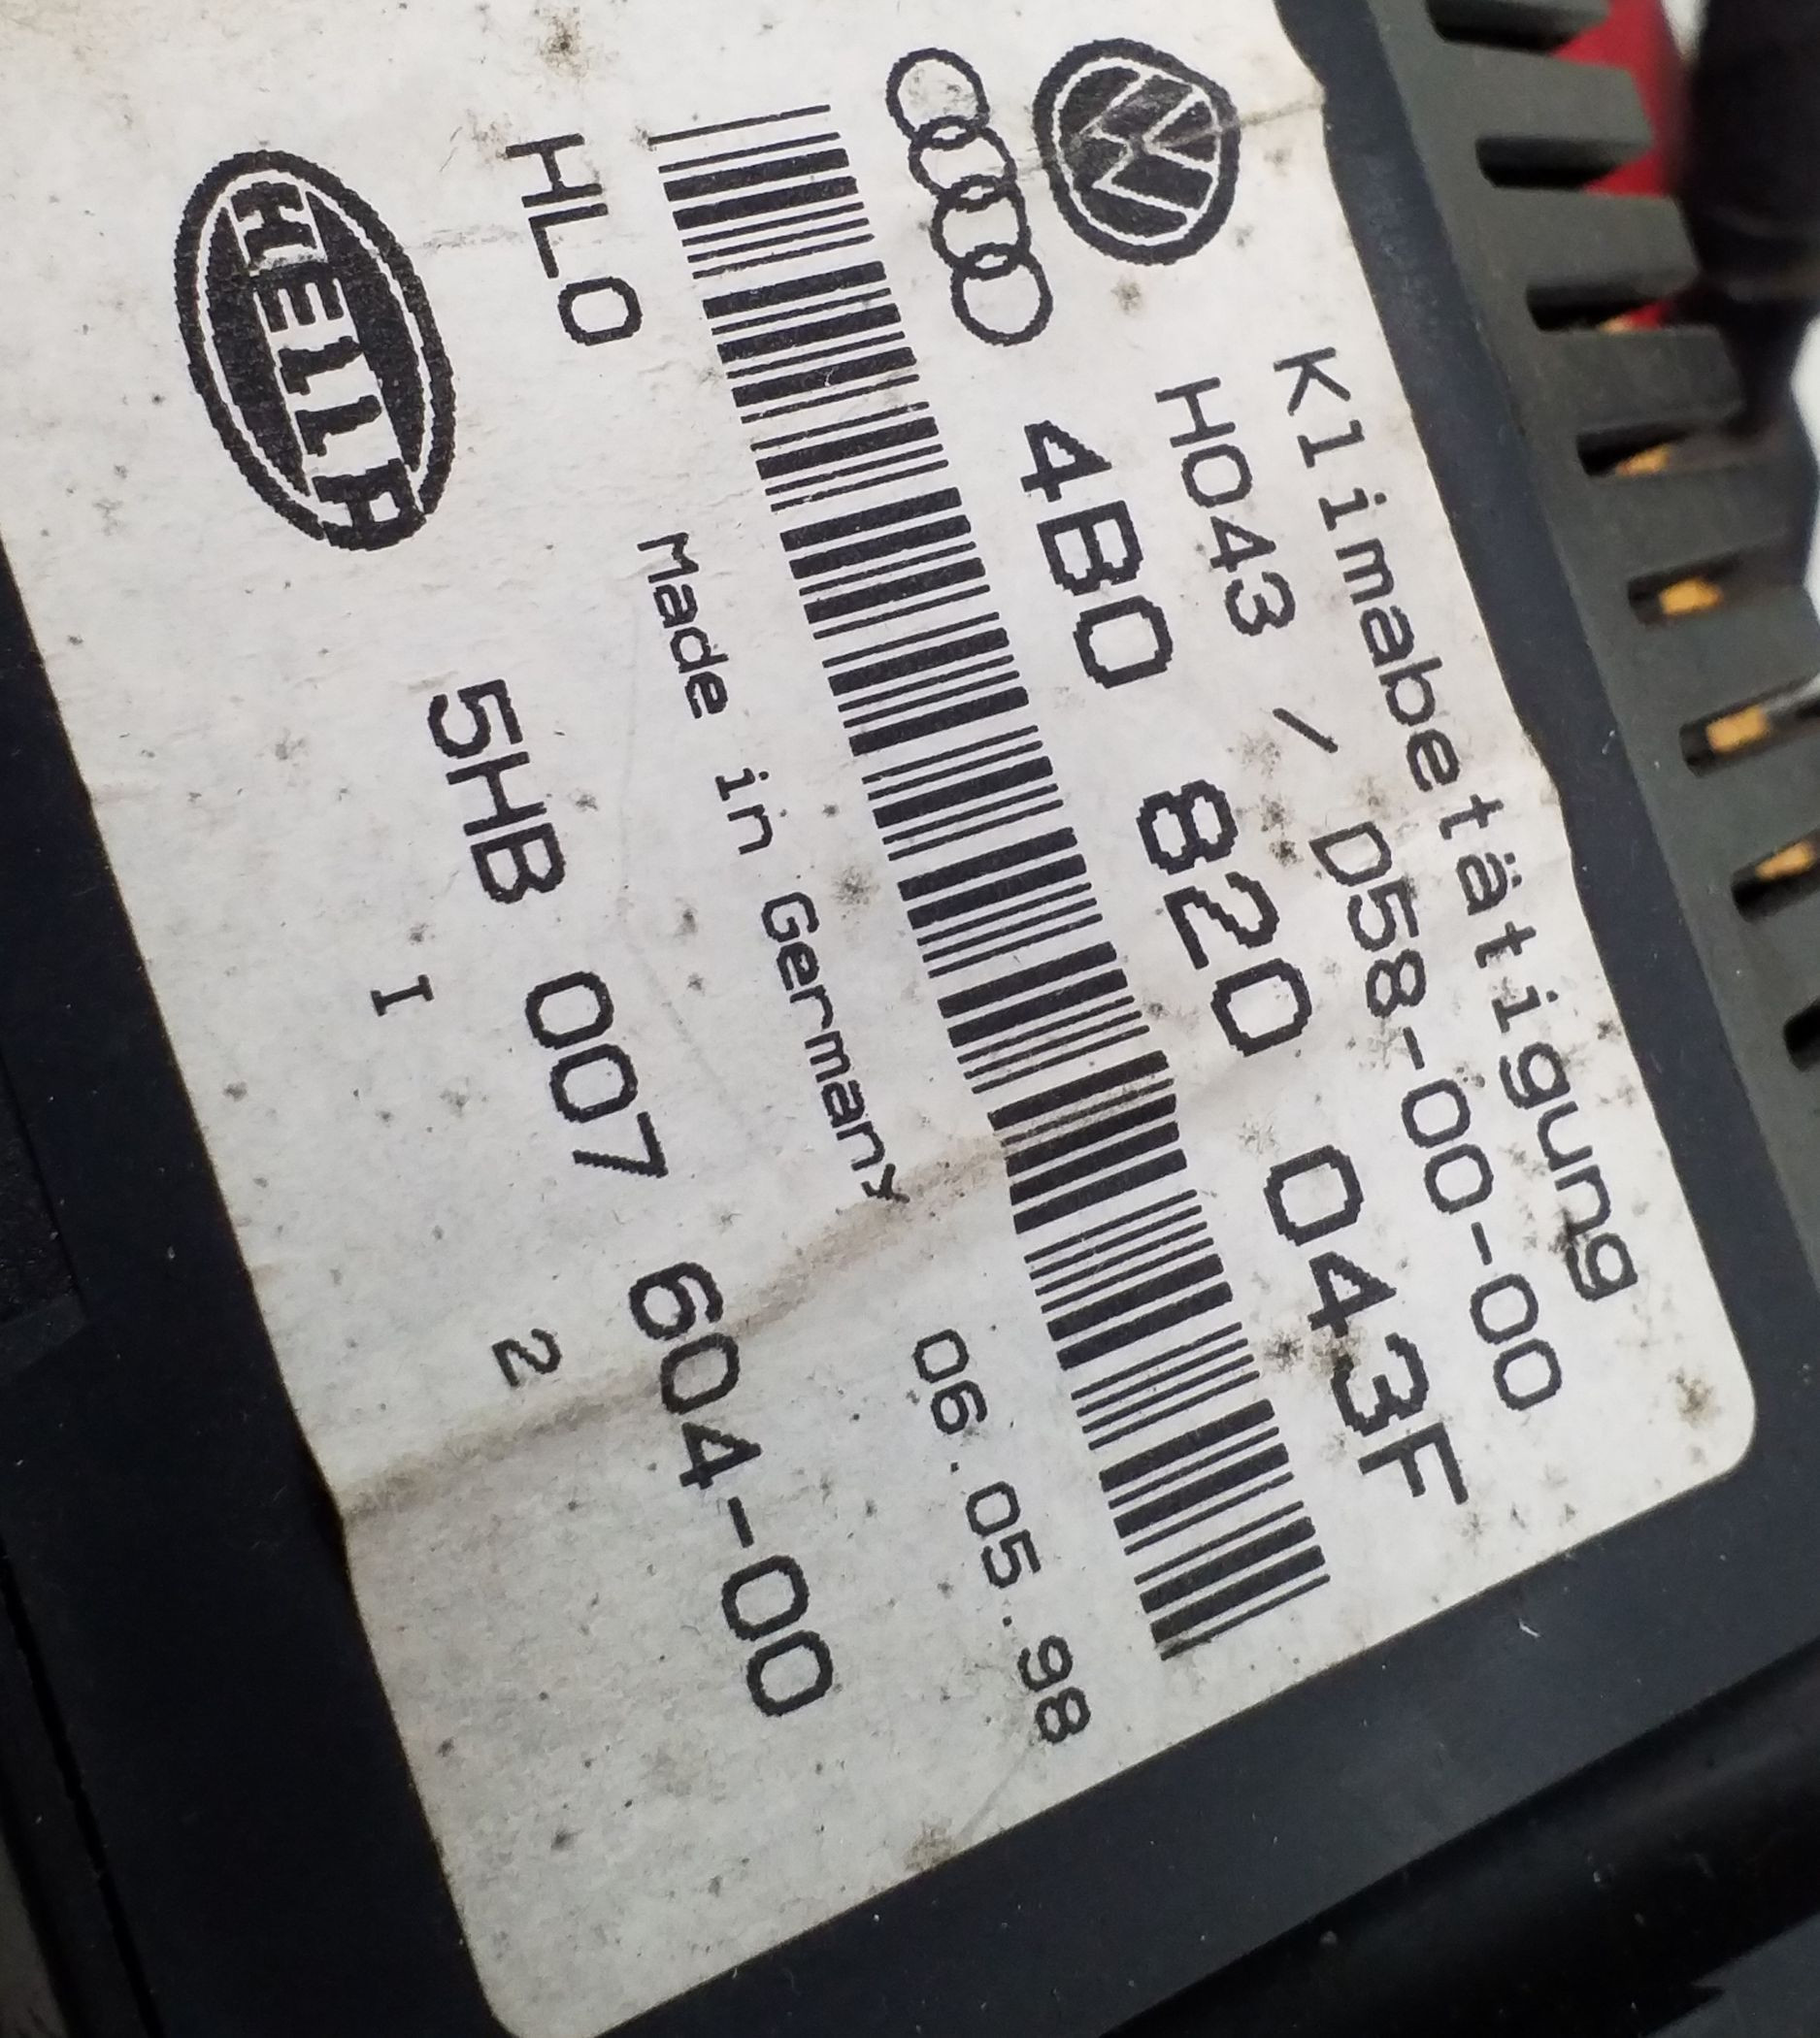 Klimabetätigung
H043 / D58-00-00
4B0 820 043F
HLO
Made in Germany 06.05.98
HELLA
5HB 007 604-00
I 2